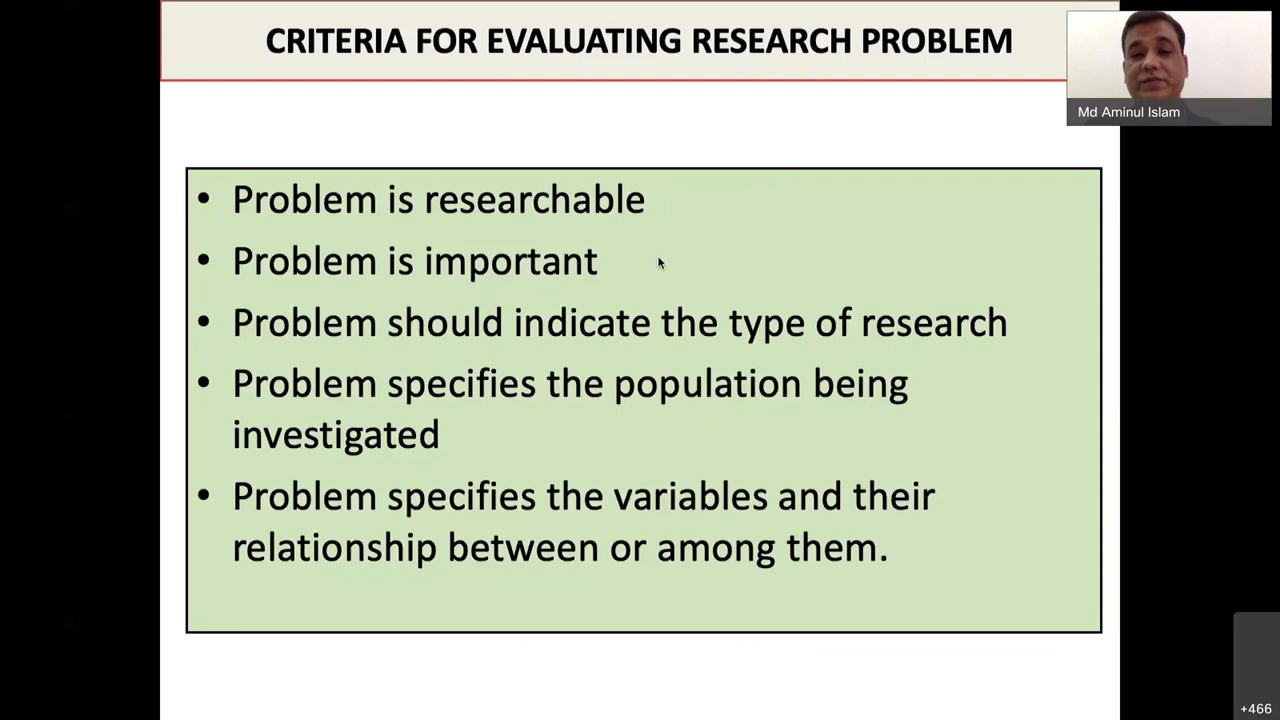 CRITERIA FOR EVALUATING RESEARCH PROBLEM
Md Aminul Islam
• Problem is researchable
• Problem is important
• Problem should indicate the type of research
• Problem specifies the population being
investigated
• Problem specifies the variables and their
relationship between or among them.
+466